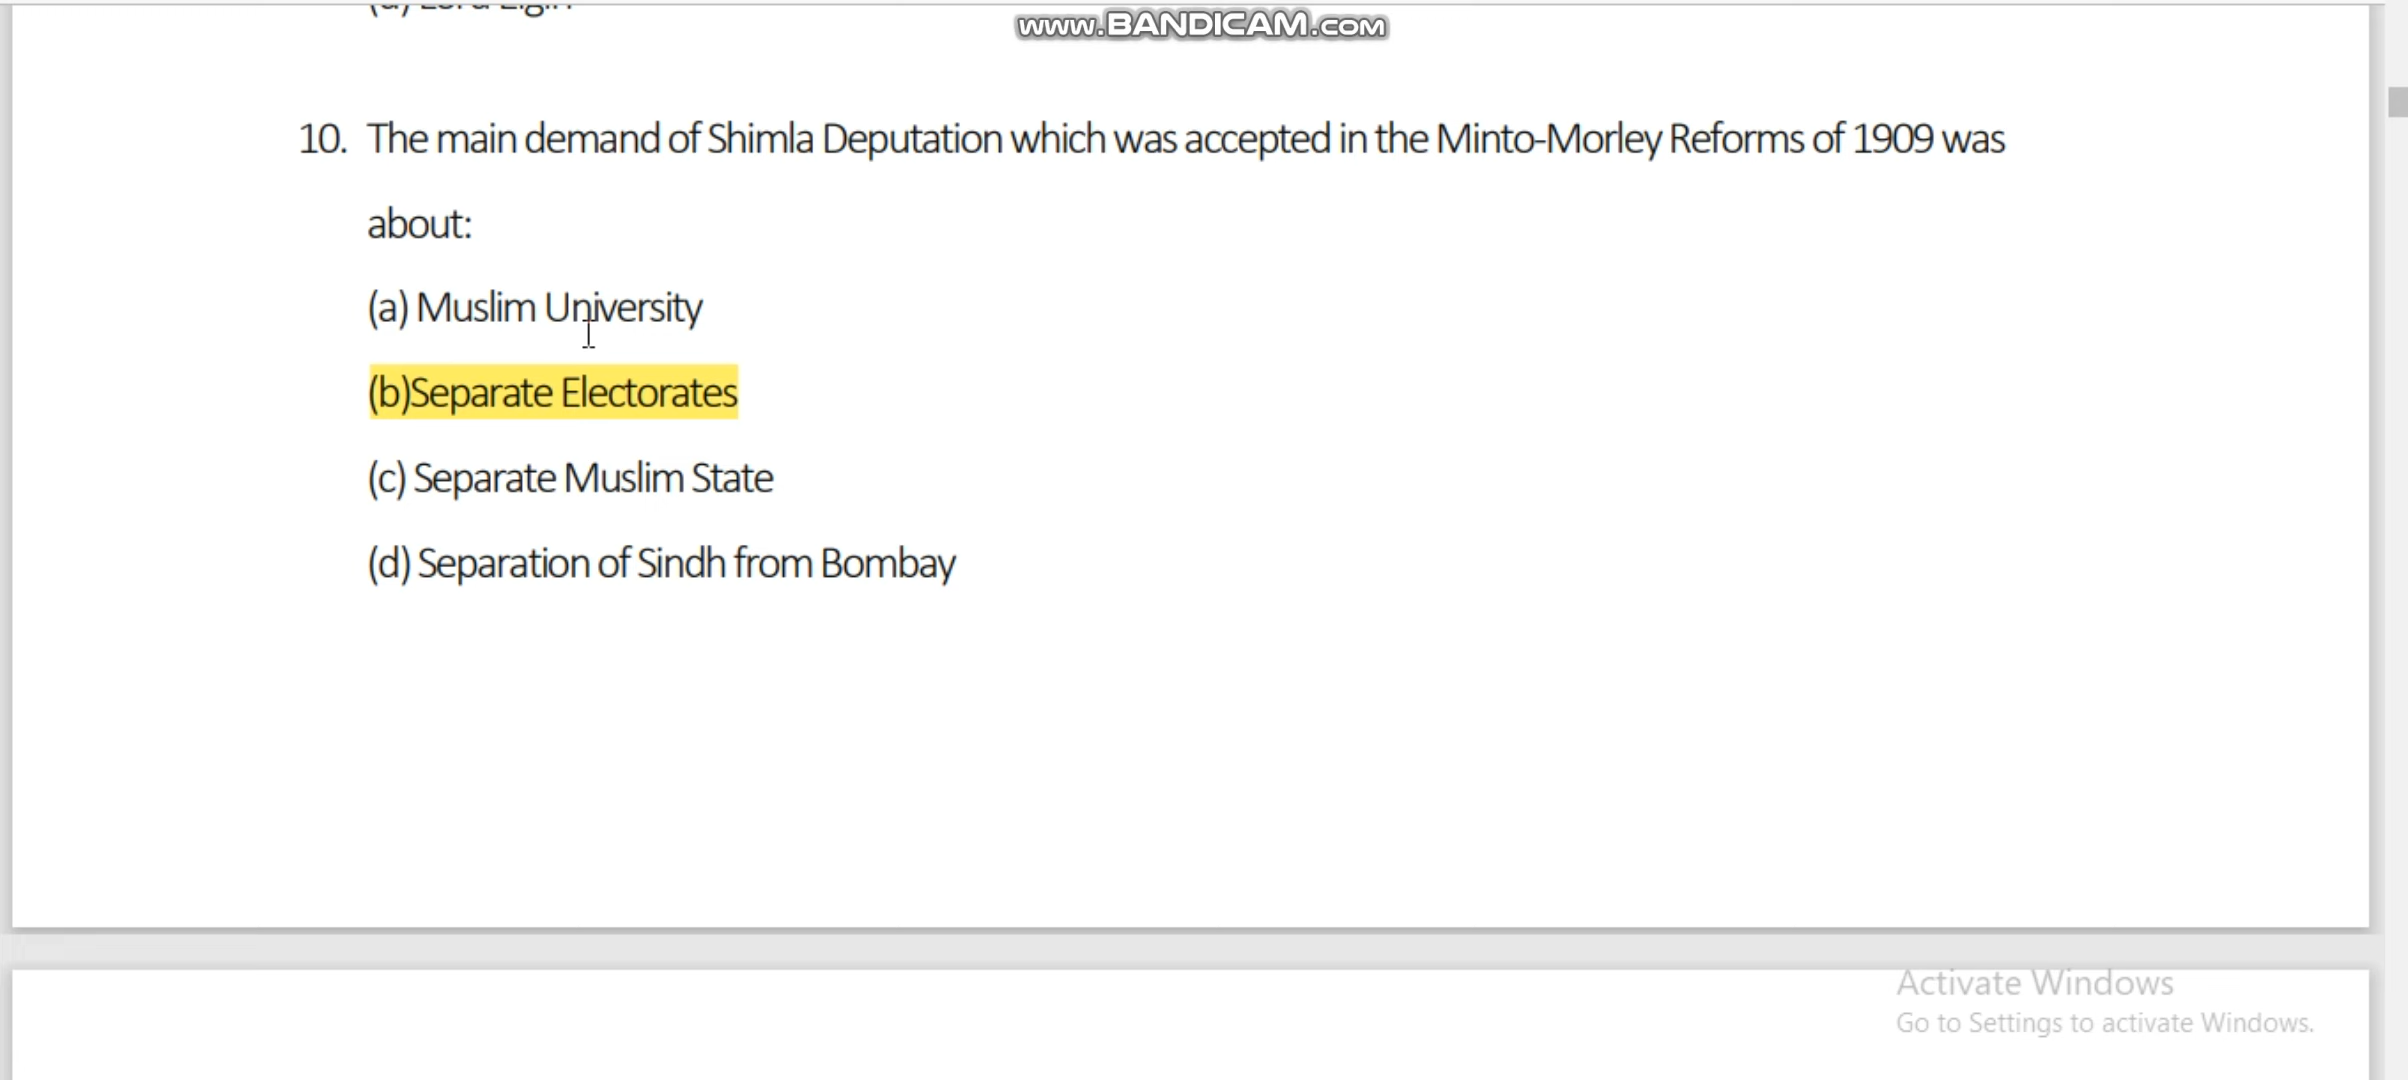 www.BANDICAM.com
10. The main demand of Shimla Deputation which was accepted in the Minto-Morley Reforms of 1909 was
about:
(a) Muslim University
(b)Separate Electorates
(c) Separate Muslim State
(d) Separation of Sindh from Bombay
Activate Windows
Go to Settings to activate Windows.